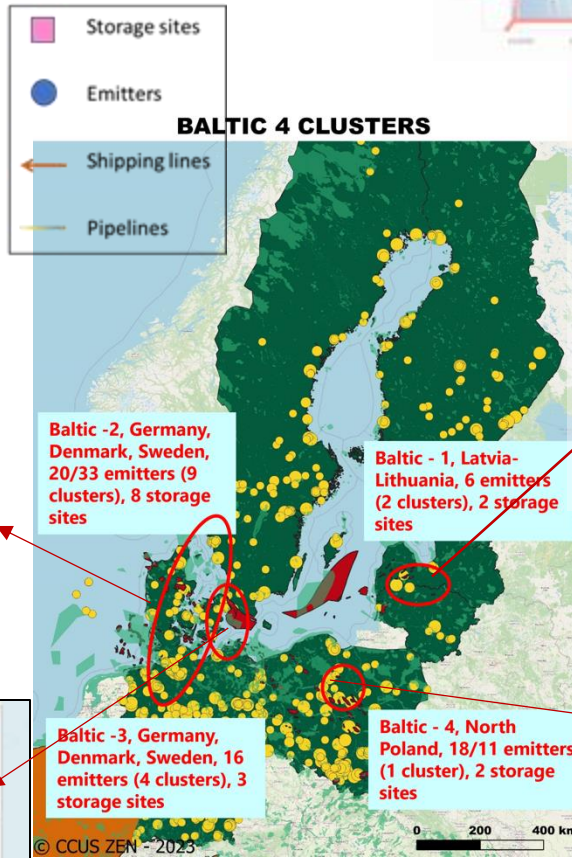 Storage sites
Emitters
Shipping lines
Pipelines
BALTIC 4 CLUSTERS
Baltic -2, Germany,
Denmark, Sweden,
20/33 emitters (9
clusters), 8 storage
sites
Baltic - 1, Latvia-
Lithuania, 6 emitters
(2 clusters), 2 storage
sites
Baltic -3, Germany,
Denmark, Sweden, 16
emitters (4 clusters), 3
storage sites
Baltic - 4, North
Poland, 18/11 emitters
(1 cluster), 2 storage
sites
© CCUS ZEN - 2023
0 200 400 km